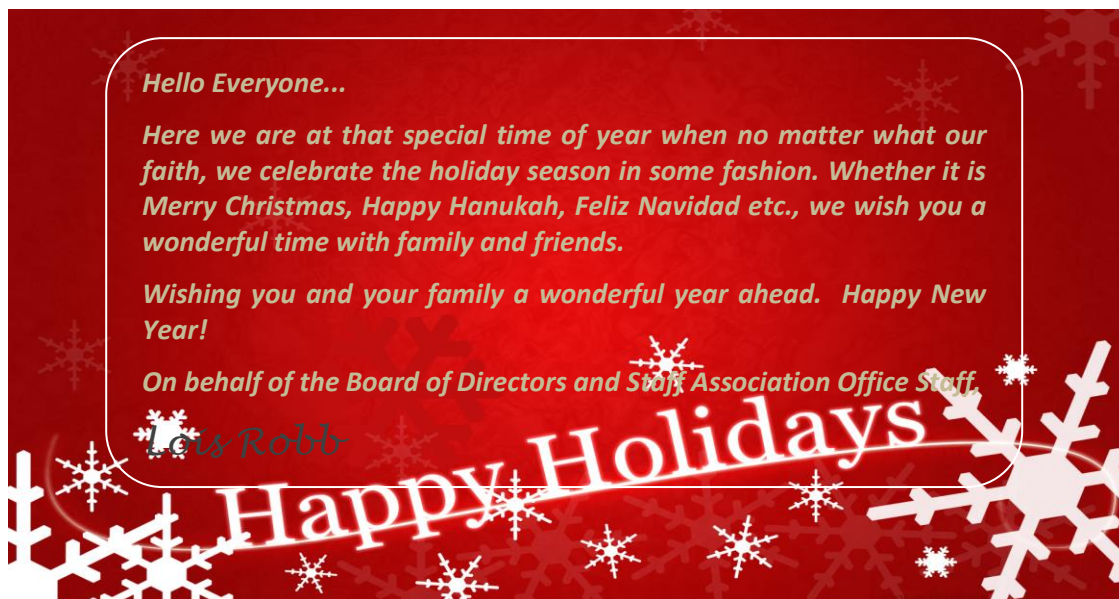 Hello Everyone...
Here we are at that special time of year when no matter what our
faith, we celebrate the holiday season in some fashion. Whether it is
Merry Christmas, Happy Hanukah, Feliz Navidad etc., we wish you a
wonderful time with family and friends.
Wishing you and your family a wonderful year ahead.  Happy New
Year!
On behalf of the Board of Directors and Staff Association Office Staff,
Lois Robb
Happy Holidays